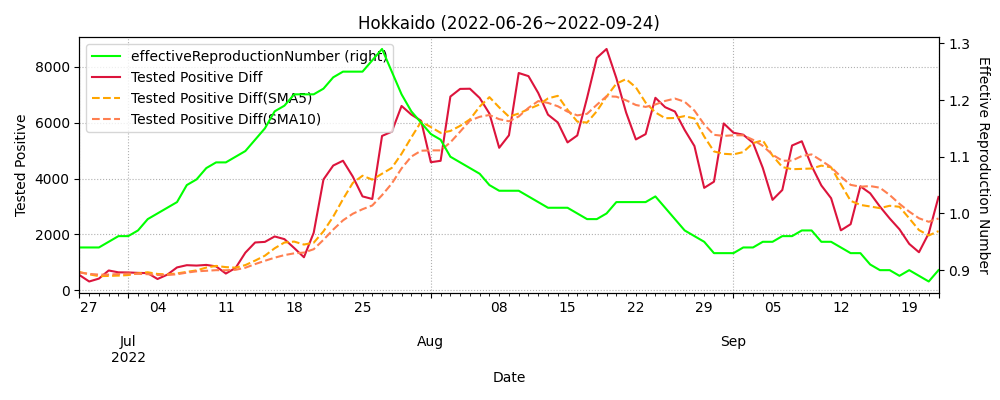 Hokkaido (2022-06-26~2022-09-24)
effectiveReproductionNumber (right)
Tested Positive Diff
Tested Positive Diff(SMA5)
Tested Positive Diff(SMA10)
Tested Positive
8000
6000
4000
2000
0
1.3
1.2
1.1
1.0
0.9
Effective Reproduction Number
27 04 11 18 25 08 15 22 29 05 12 19
Jul Aug Sep
2022
Date